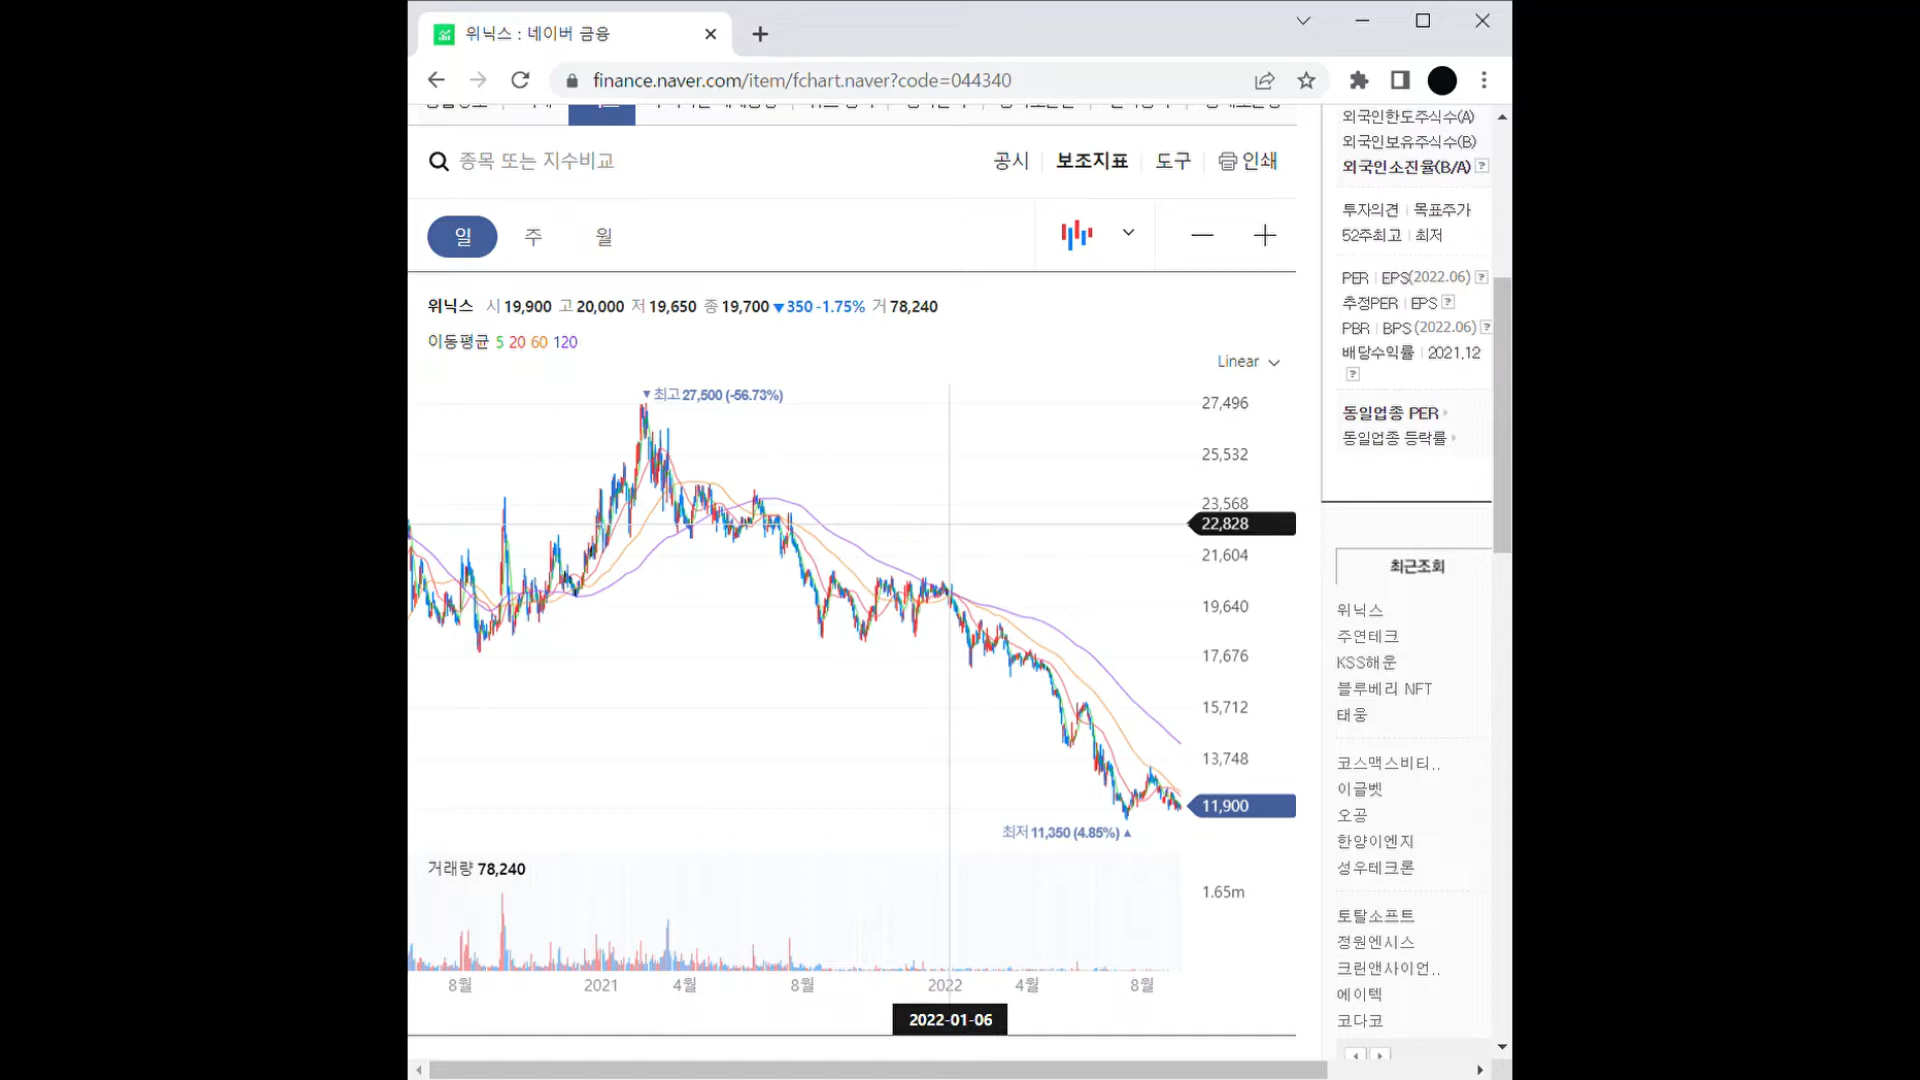 위닉스 : 네이버 금융
finance.naver.com/item/fchart.naver?code=044340
종목 또는 지수비교
공시 보조지표 도구 인쇄
일 주 월
위닉스 시 19,900 고 20,000 저 19,650 종 19,700 ▼350 -1.75% 거 78,240
이동평균 5 20 60 120
Linear
▼최고 27,500 (-56.73%)
27,496
25,532
23,568
22,828
21,604
19,640
17,676
15,712
13,748
11,900
최저 11,350 (4.85%) ▲
거래량 78,240
1.65m
8월 2021 4월 8월 2022 4월 8월
2022-01-06
외국인한도주식수(A)
외국인보유주식수(B)
외국인소진율(B/A) ?
투자의견 | 목표주가
52주최고 | 최저
PER | EPS(2022.06) ?
추정PER | EPS ?
PBR | BPS (2022.06) ?
배당수익률 | 2021.12
?
동일업종 PER
동일업종 등락률
최근조회
위닉스
주연테크
KSS해운
블루베리 NFT
태웅
코스맥스비티..
이글벳
오공
한양이엔지
성우테크론
토탈소프트
정원엔시스
크린앤사이언..
에이텍
코다코